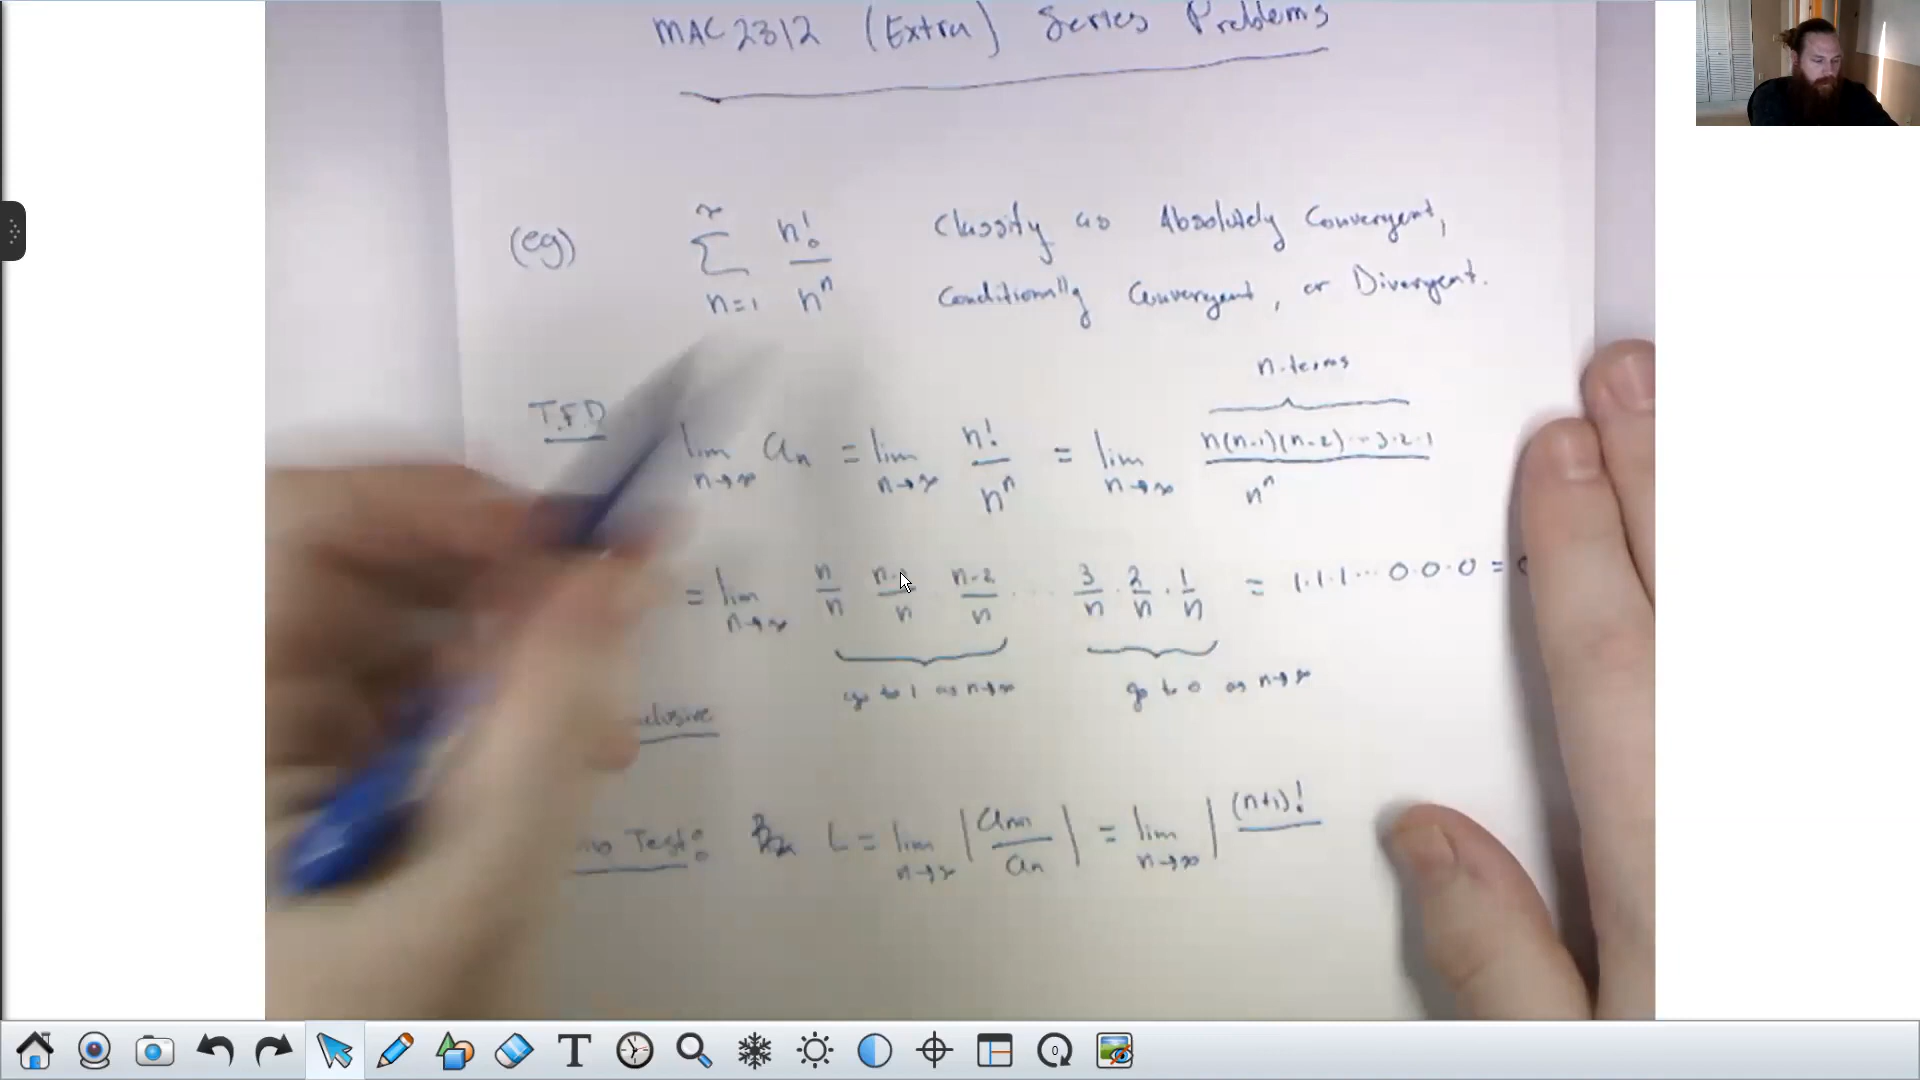 MAC2312 (Extra) Series Problems
(eg) ∞ ∑ n=1 n! / n^n Classify as Absolutely Convergent,
Conditionally Convergent, or Divergent.
n-terms
T.F.D lim n→∞ an = lim n→∞ n! / n^n = lim n→∞ n(n-1)(n-2)...3·2·1 / n^n
= lim n→∞ n/n · n-1/n · n-2/n ... 3/n · 2/n · 1/n = 1·1·1...0·0·0 =
go to 1 as n→∞ go to 0 as n→∞
Test: L = lim n→∞ | an+1 / an | = lim n→∞ | (n+1)!
T
0